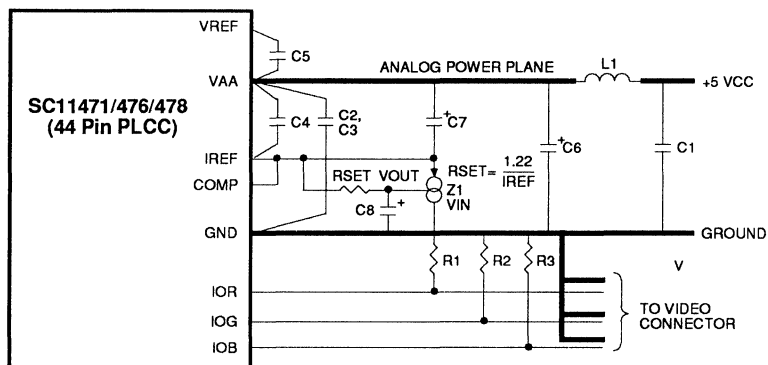 VREF
C5
VAA
ANALOG POWER PLANE
L1
+5 VCC
SC11471/476/478
(44 Pin PLCC)
C4
C2,
C3
+
C7
+
C6
C1
IREF
COMP
RSET VOUT
RSET= 1.22
IREF
Z1
VIN
C8
+
GND
GROUND
R1
R2
R3
V
IOR
IOG
IOB
TO VIDEO
CONNECTOR